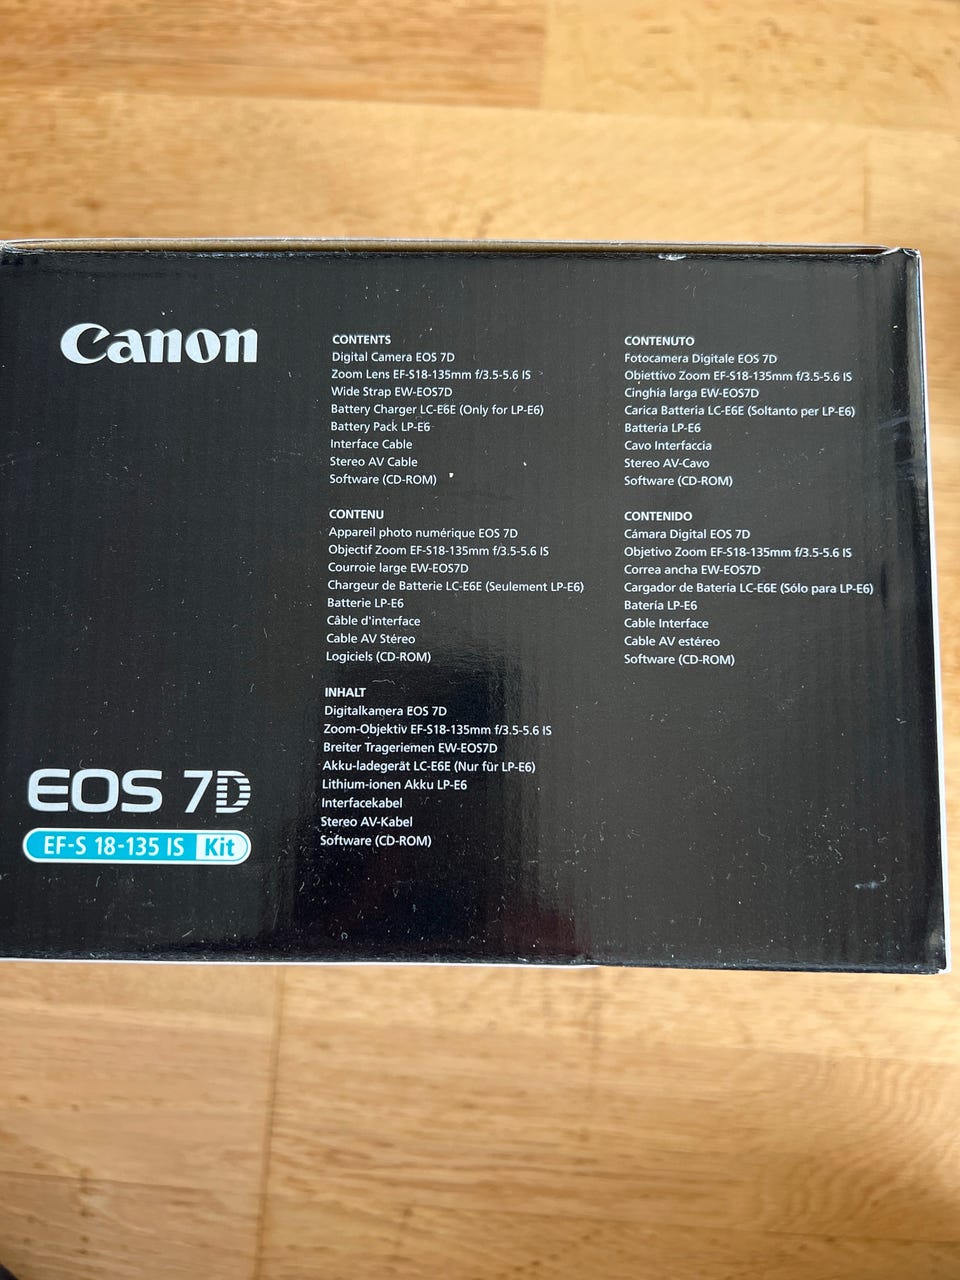 Canon
EOS 7D
EF-S 18-135 IS Kit
CONTENTS
Digital Camera EOS 7D
Zoom Lens EF-S18-135mm f/3.5-5.6 IS
Wide Strap EW-EOS7D
Battery Charger LC-E6E (Only for LP-E6)
Battery Pack LP-E6
Interface Cable
Stereo AV Cable
Software (CD-ROM)
CONTENU
Appareil photo numérique EOS 7D
Objectif Zoom EF-S18-135mm f/3.5-5.6 IS
Courroie large EW-EOS7D
Chargeur de Batterie LC-E6E (Seulement LP-E6)
Batterie LP-E6
Câble d'interface
Cable AV Stéreo
Logiciels (CD-ROM)
INHALT
Digitalkamera EOS 7D
Zoom-Objektiv EF-S18-135mm f/3.5-5.6 IS
Breiter Trageriemen EW-EOS7D
Akku-ladegerät LC-E6E (Nur für LP-E6)
Lithium-ionen Akku LP-E6
Interfacekabel
Stereo AV-Kabel
Software (CD-ROM)
CONTENUTO
Fotocamera Digitale EOS 7D
Obiettivo Zoom EF-S18-135mm f/3.5-5.6 IS
Cinghia larga EW-EOS7D
Carica Batteria LC-E6E (Soltanto per LP-E6)
Batteria LP-E6
Cavo Interfaccia
Stereo AV-Cavo
Software (CD-ROM)
CONTENIDO
Cámara Digital EOS 7D
Objetivo Zoom EF-S18-135mm f/3.5-5.6 IS
Correa ancha EW-EOS7D
Cargador de Batería LC-E6E (Sólo para LP-E6)
Batería LP-E6
Cable Interface
Cable AV estéreo
Software (CD-ROM)